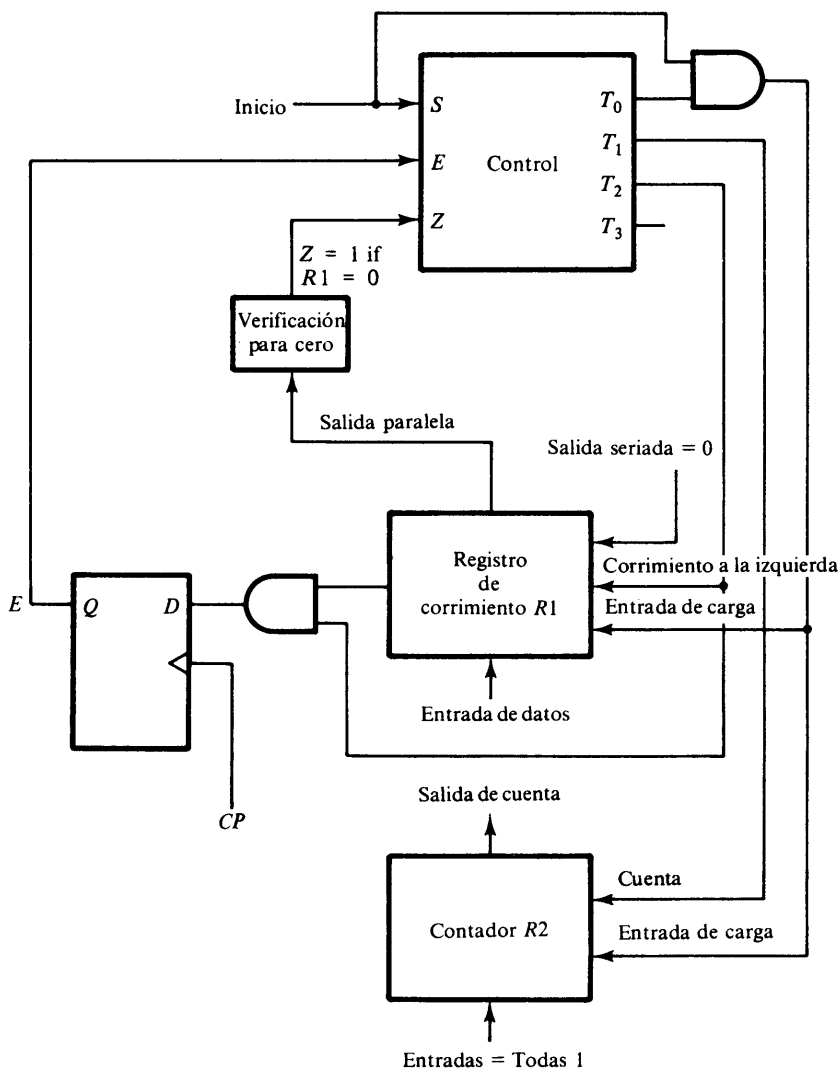 Inicio
S
T0
T1
E
Control
T2
Z
T3
Z = 1 if
R1 = 0
Verificación
para cero
Salida paralela
Salida seriada = 0
Registro
de
corrimiento R1
Corrimiento a la izquierda
Entrada de carga
E
Q
D
Entrada de datos
CP
Salida de cuenta
Cuenta
Contador R2
Entrada de carga
Entradas = Todas 1